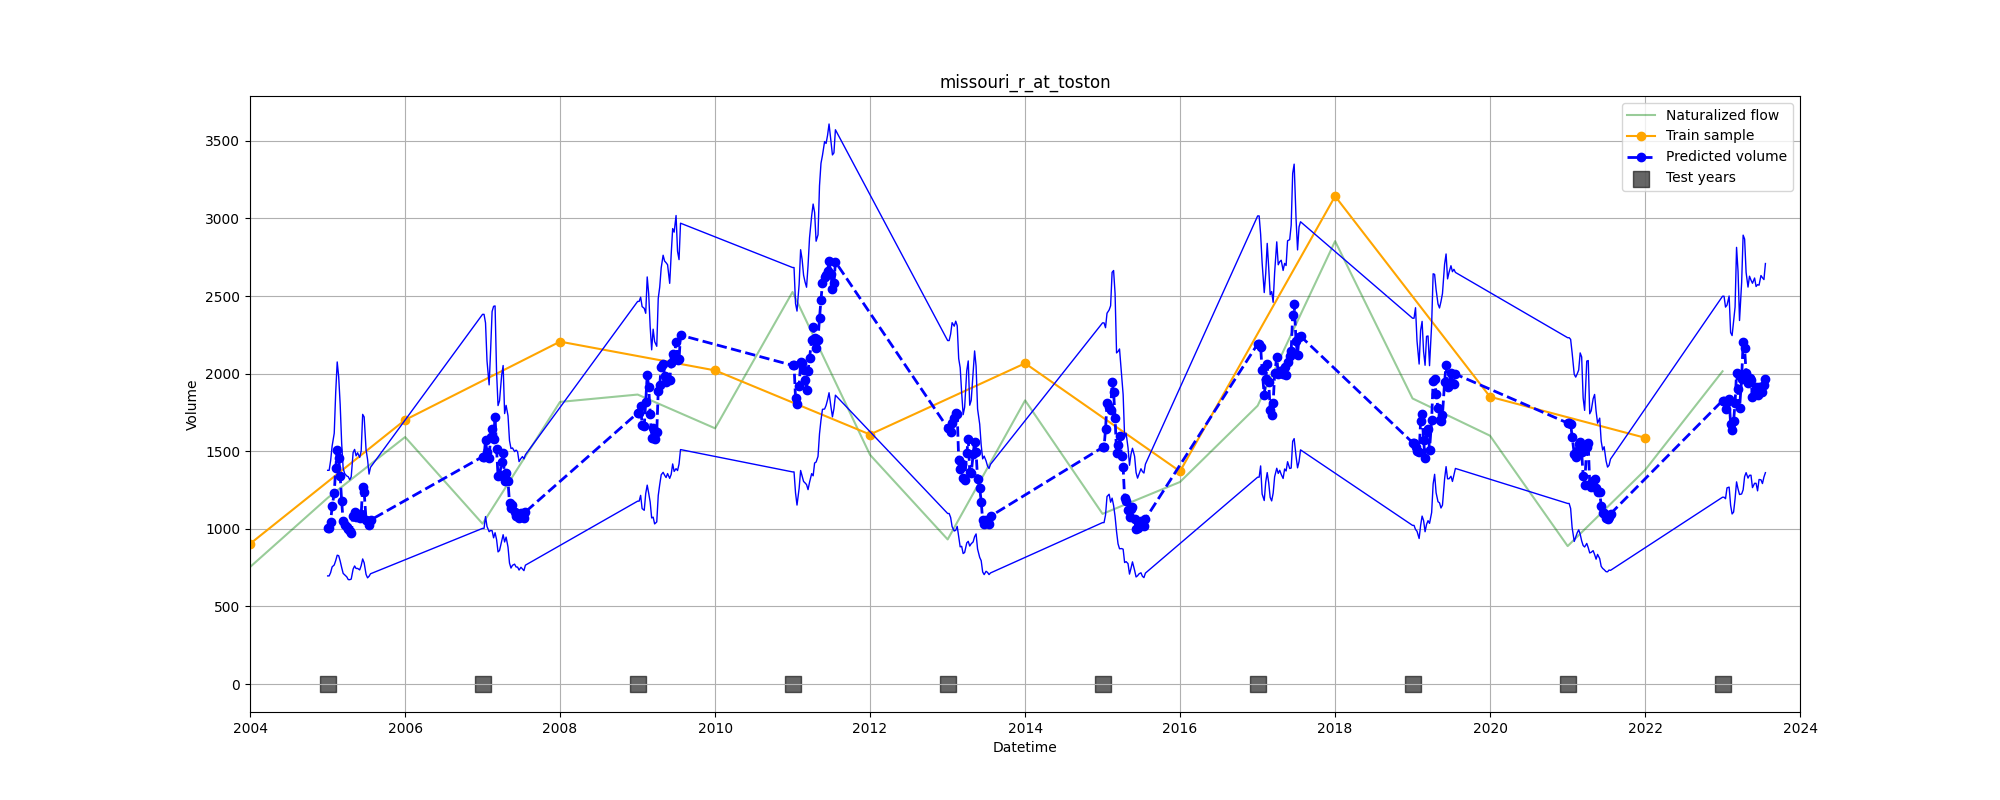 missouri_r_at_toston
Naturalized flow
Train sample
Predicted volume
Test years
Volume
3500
3000
2500
2000
1500
1000
500
0
2004 2006 2008 2010 2012 2014 2016 2018 2020 2022 2024
Datetime